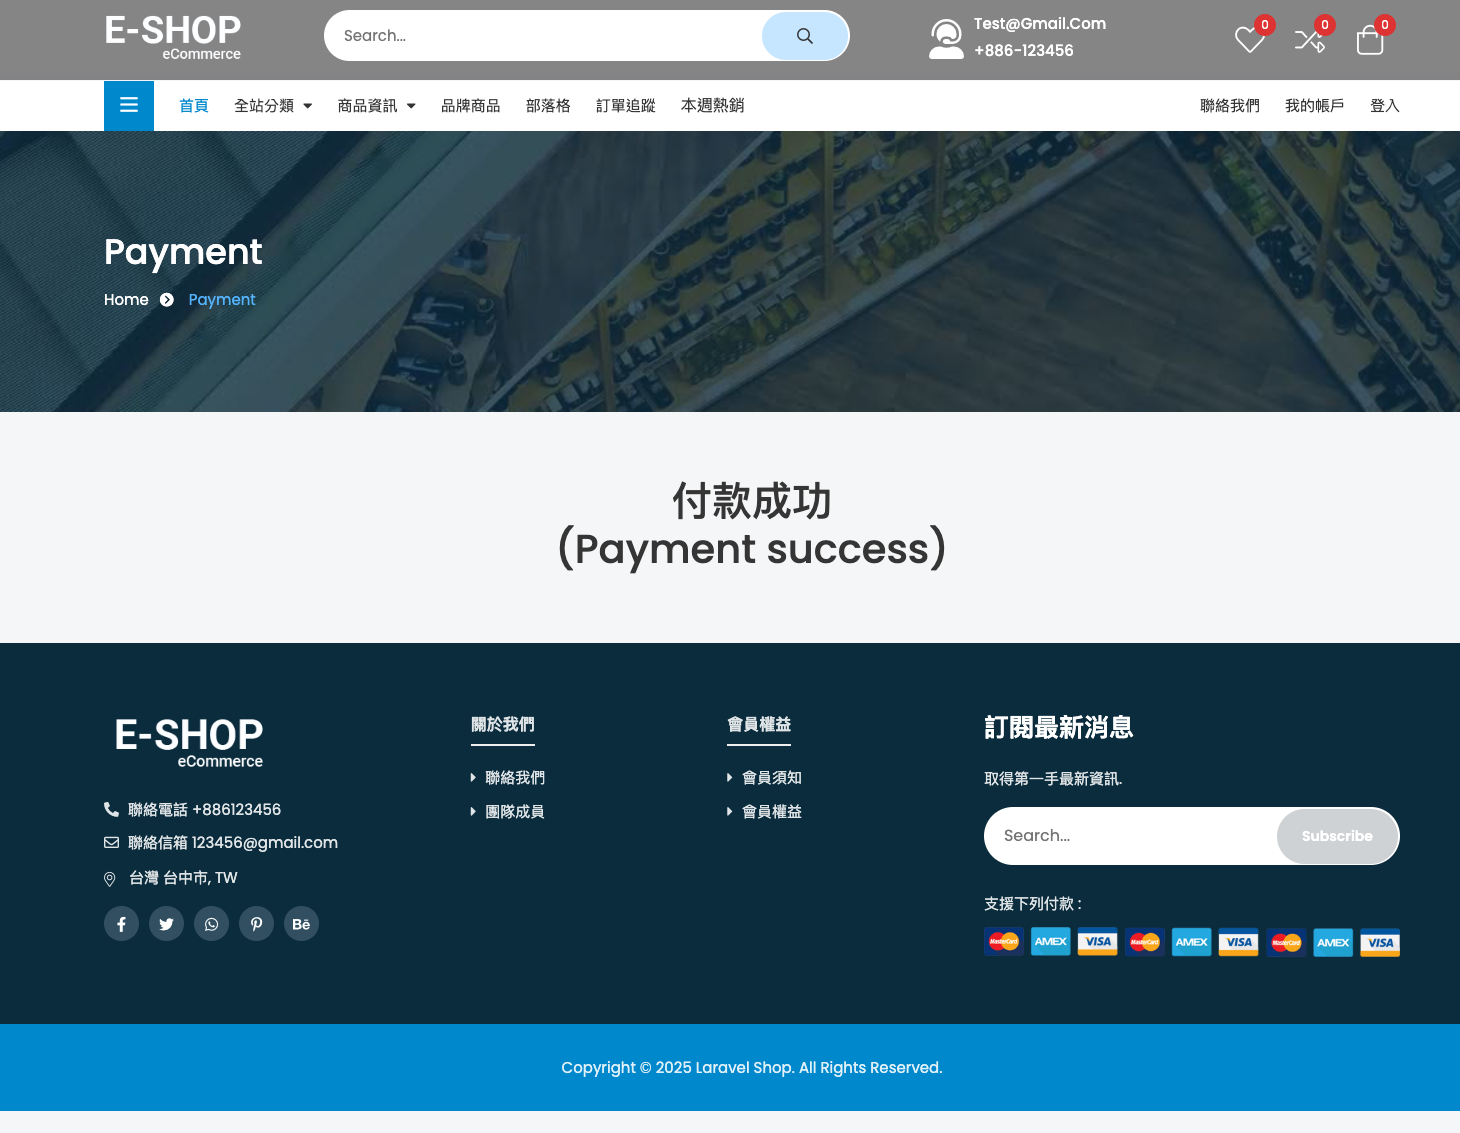 E-SHOP
eCommerce
Search...
Test@Gmail.Com
+886-123456
0
0
0
首頁
全站分類
商品資訊
品牌商品
部落格
訂單追蹤
本週熱銷
聯絡我們
我的帳戶
登入
Payment
Home
Payment
付款成功
(Payment success)
E-SHOP
eCommerce
聯絡電話 +886123456
聯絡信箱 123456@gmail.com
台灣 台中市, TW
Bē
關於我們
聯絡我們
團隊成員
會員權益
會員須知
會員權益
訂閱最新消息
取得第一手最新資訊.
Search...
Subscribe
支援下列付款 :
MasterCard
AMEX
VISA
MasterCard
AMEX
VISA
MasterCard
AMEX
VISA
Copyright © 2025 Laravel Shop. All Rights Reserved.